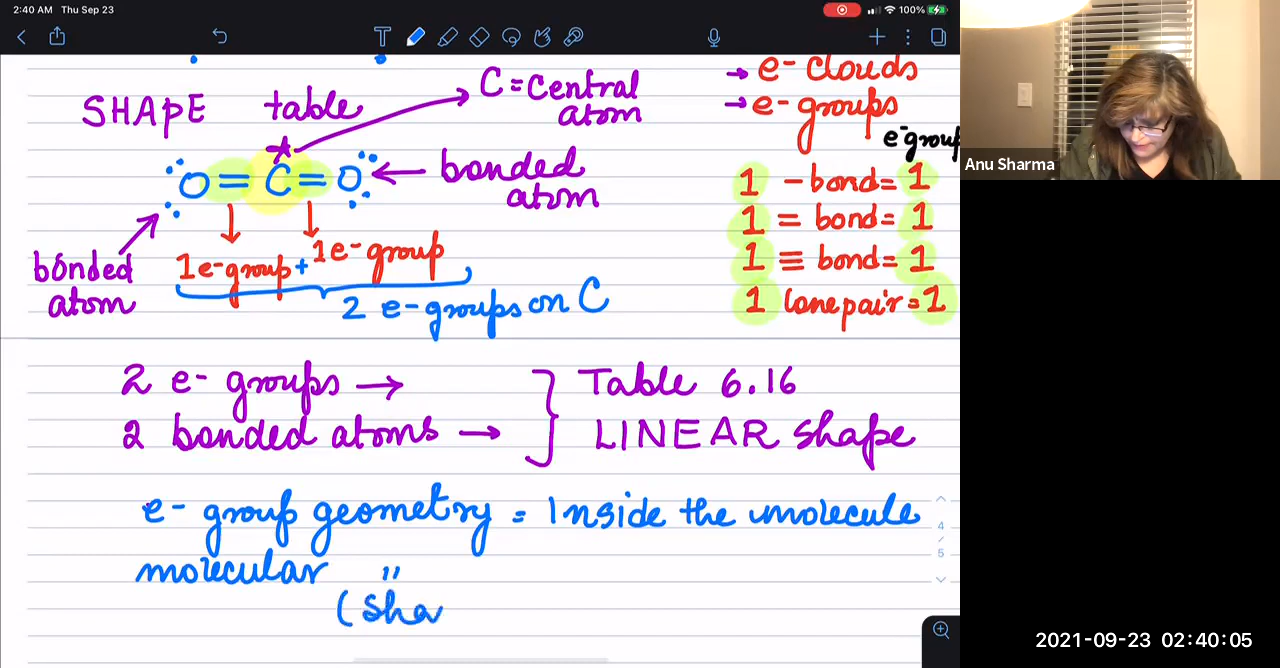 2:40 AM Thu Sep 23
100%
C = Central atom
SHAPE table
→ e- clouds
→ e- groups
e- group
Anu Sharma
O = C = O ← bonded atom
1 - bond = 1
1 = bond = 1
1 ≡ bond = 1
1 lone pair = 1
bonded atom
1 e- group + 1 e- group
2 e- groups on C
2 e- groups →
2 bonded atoms →
} Table 6.16
LINEAR shape
e- group geometry = Inside the molecule
molecular "
(sha
4
/
5
2021-09-23 02:40:05